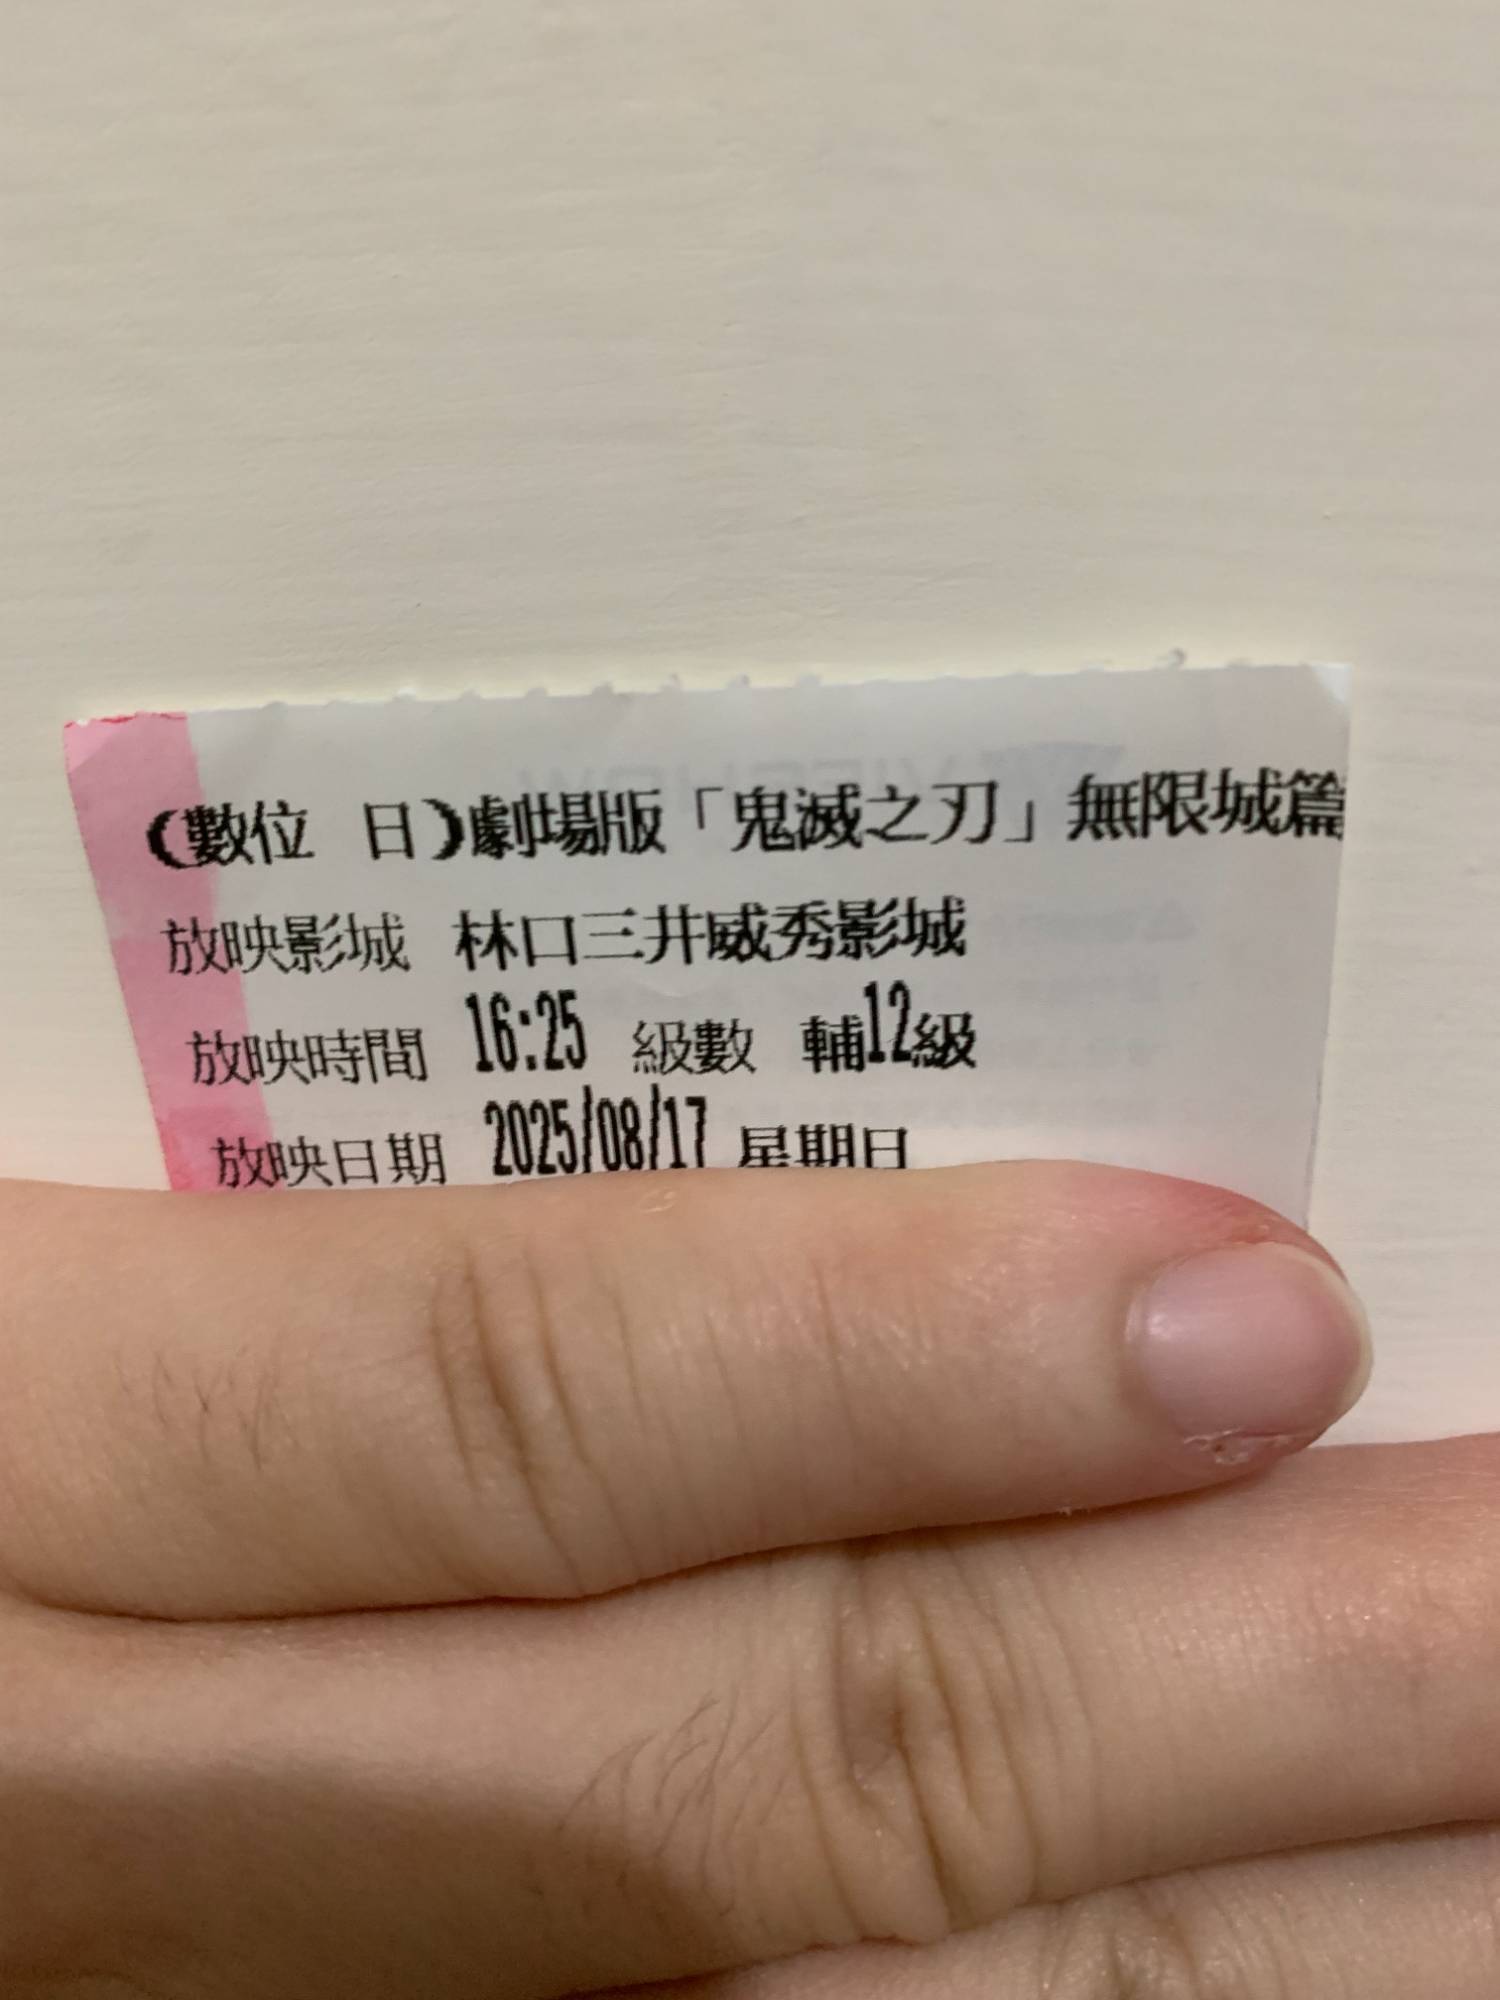 (數位 日)劇場版「鬼滅之刃」無限城篇
放映影城 林口三井威秀影城
放映時間 16:25 級數 輔12級
放映日期 2025/08/17 星期日